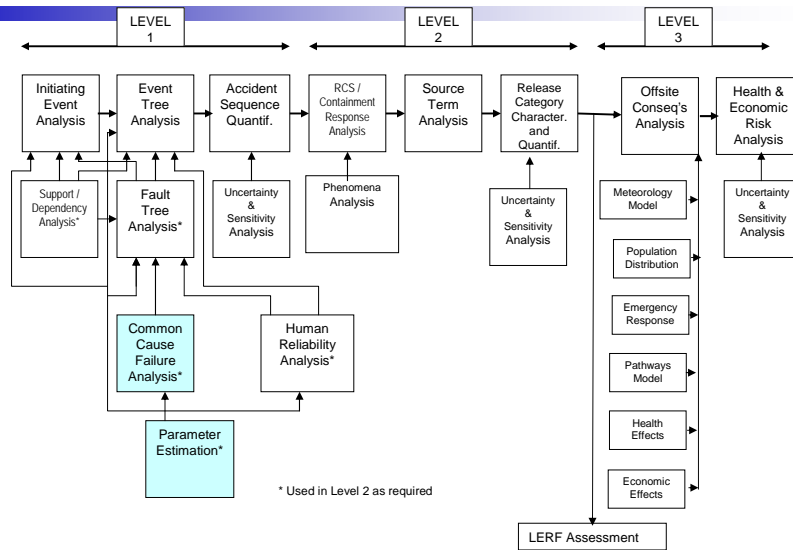 LEVEL
1
LEVEL
2
LEVEL
3
Initiating
Event
Analysis
Event
Tree
Analysis
Accident
Sequence
Quantif.
RCS /
Containment
Response
Analysis
Source
Term
Analysis
Release
Category
Character.
and
Quantif.
Offsite
Conseq's
Analysis
Health &
Economic
Risk
Analysis
Support /
Dependency
Analysis*
Fault
Tree
Analysis*
Uncertainty
&
Sensitivity
Analysis
Phenomena
Analysis
Uncertainty
&
Sensitivity
Analysis
Meteorology
Model
Uncertainty
&
Sensitivity
Analysis
Population
Distribution
Common
Cause
Failure
Analysis*
Human
Reliability
Analysis*
Emergency
Response
Pathways
Model
Parameter
Estimation*
Health
Effects
* Used in Level 2 as required
Economic
Effects
LERF Assessment